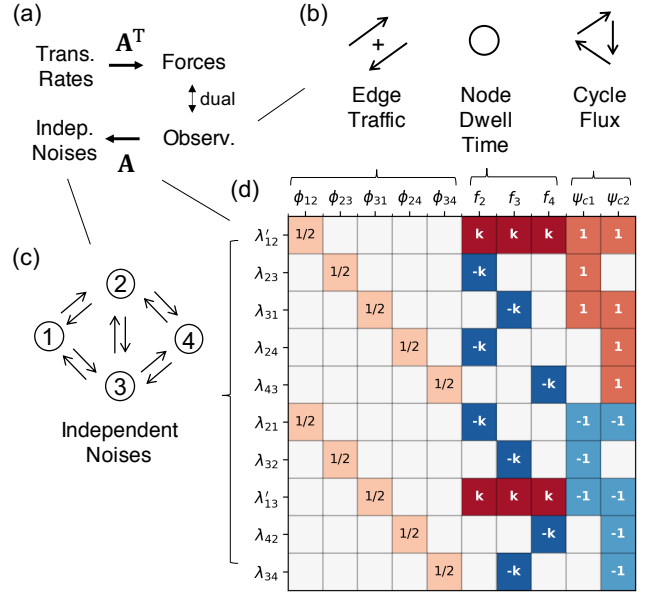 (a)
Trans.
Rates
Aᵀ
Forces
dual
Indep.
Noises
A
Observ.
(b)
+
Edge
Traffic
Node
Dwell
Time
Cycle
Flux
(c)
1
2
3
4
Independent
Noises
(d)
ϕ₁₂ ϕ₂₃ ϕ₃₁ ϕ₂₄ ϕ₃₄ f₂ f₃ f₄ ψ_c1 ψ_c2
λ′₁₂ 1/2 k k k 1 1
λ₂₃ 1/2 -k 1
λ₃₁ 1/2 -k 1 1
λ₂₄ 1/2 -k 1
λ₄₃ 1/2 -k 1
λ₂₁ 1/2 -k -1 -1
λ₃₂ 1/2 -k -1
λ′₁₃ 1/2 k k k -1 -1
λ₄₂ 1/2 -k -1
λ₃₄ 1/2 -k -1